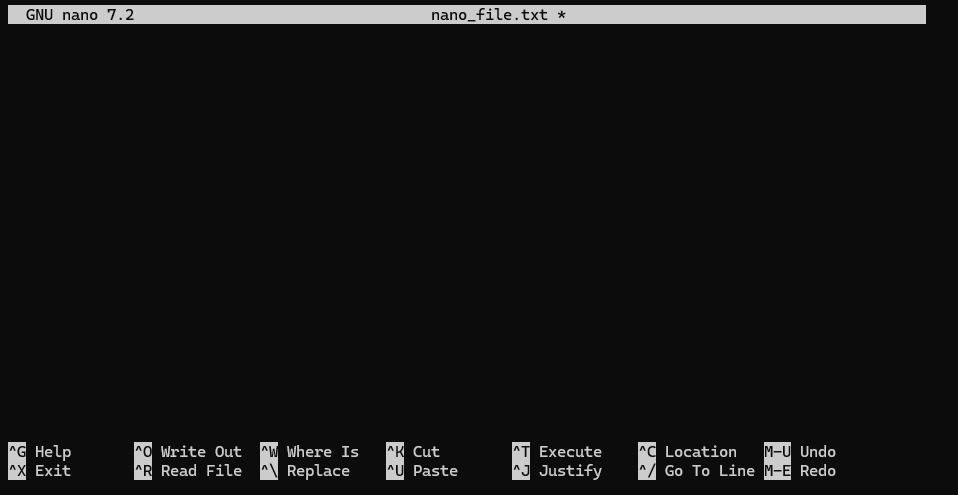 GNU nano 7.2 nano_file.txt *
^G Help ^O Write Out ^W Where Is ^K Cut ^T Execute ^C Location M-U Undo
^X Exit ^R Read File ^\ Replace ^U Paste ^J Justify ^/ Go To Line M-E Redo